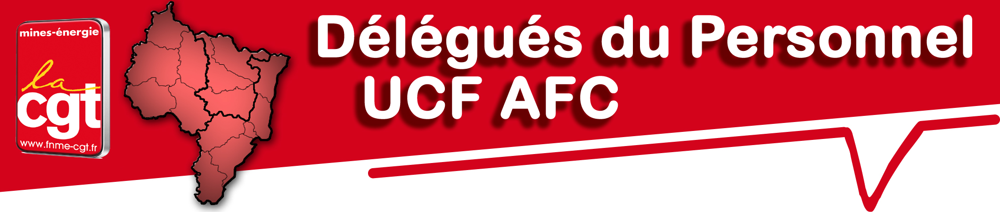 mines-énergie
la
cgt
www.fnme-cgt.fr
Délégués du Personnel
UCF AFC